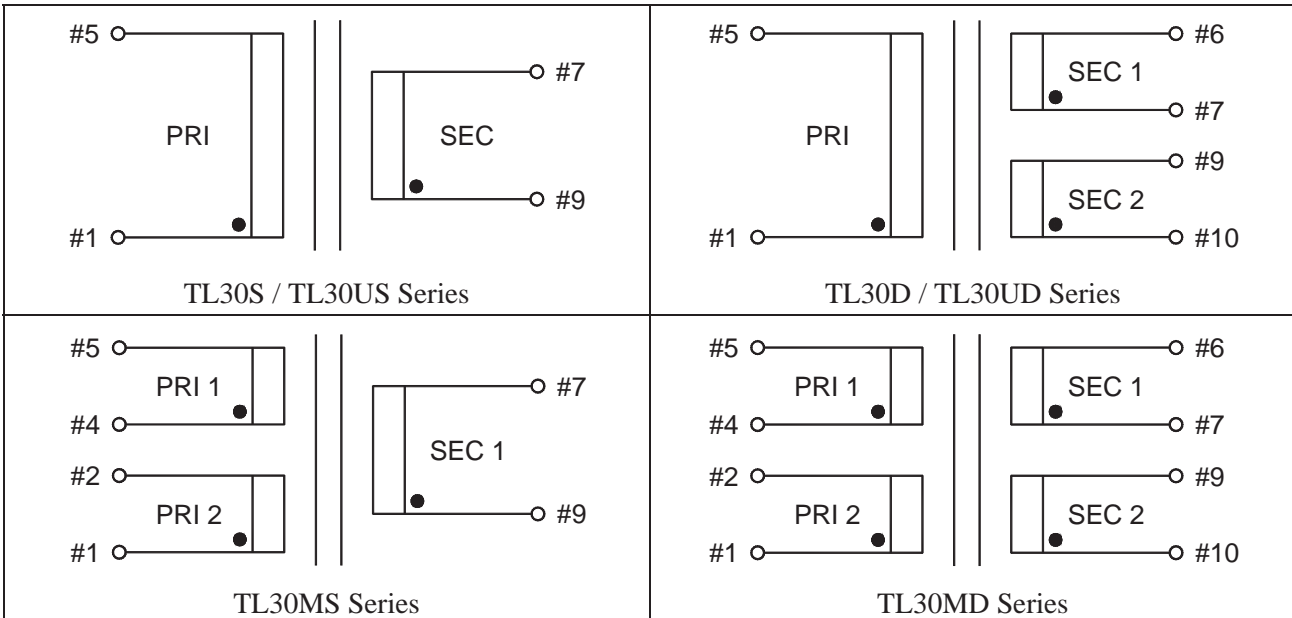 #5
PRI
#1
#7
SEC
#9
TL30S / TL30US Series
#5
PRI
#1
#6
SEC 1
#7
#9
SEC 2
#10
TL30D / TL30UD Series
#5
PRI 1
#4
#2
PRI 2
#1
#7
SEC 1
#9
TL30MS Series
#5
PRI 1
#4
#2
PRI 2
#1
#6
SEC 1
#7
#9
SEC 2
#10
TL30MD Series